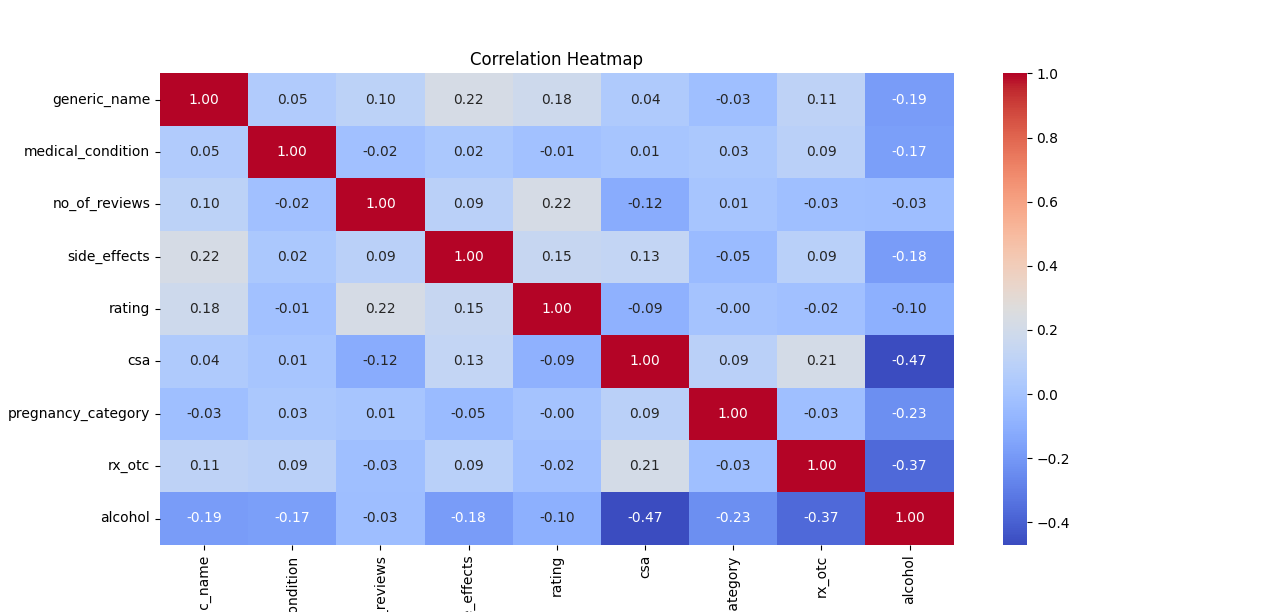 Correlation Heatmap
generic_name 1.00 0.05 0.10 0.22 0.18 0.04 -0.03 0.11 -0.19
medical_condition 0.05 1.00 -0.02 0.02 -0.01 0.01 0.03 0.09 -0.17
no_of_reviews 0.10 -0.02 1.00 0.09 0.22 -0.12 0.01 -0.03 -0.03
side_effects 0.22 0.02 0.09 1.00 0.15 0.13 -0.05 0.09 -0.18
rating 0.18 -0.01 0.22 0.15 1.00 -0.09 -0.00 -0.02 -0.10
csa 0.04 0.01 -0.12 0.13 -0.09 1.00 0.09 0.21 -0.47
pregnancy_category -0.03 0.03 0.01 -0.05 -0.00 0.09 1.00 -0.03 -0.23
rx_otc 0.11 0.09 -0.03 0.09 -0.02 0.21 -0.03 1.00 -0.37
alcohol -0.19 -0.17 -0.03 -0.18 -0.10 -0.47 -0.23 -0.37 1.00
c_name ondition _reviews _effects rating csa ategory rx_otc alcohol
1.0
0.8
0.6
0.4
0.2
0.0
−0.2
−0.4